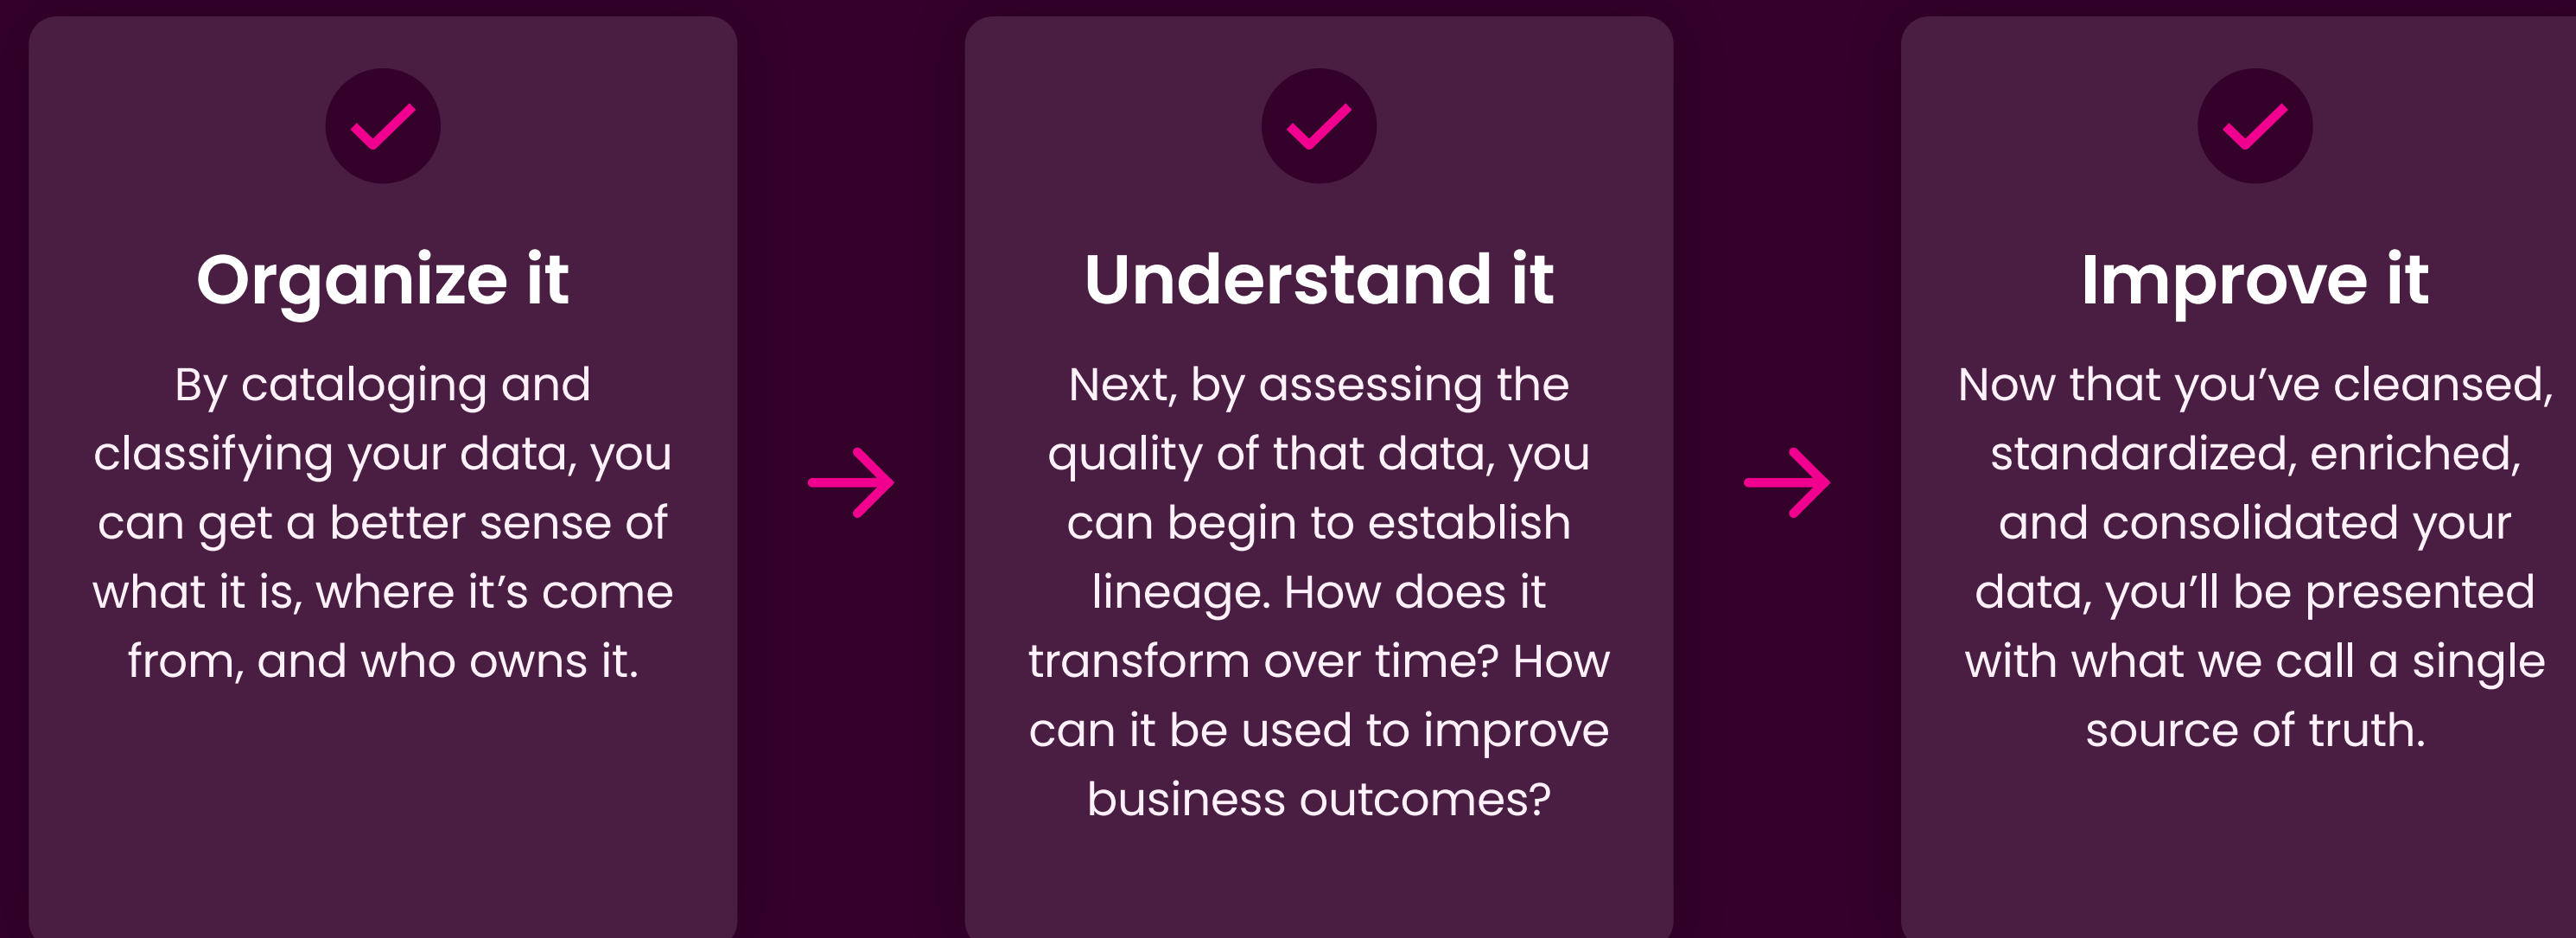 Organize it
By cataloging and
classifying your data, you
can get a better sense of
what it is, where it’s come
from, and who owns it.
Understand it
Next, by assessing the
quality of that data, you
can begin to establish
lineage. How does it
transform over time? How
can it be used to improve
business outcomes?
Improve it
Now that you’ve cleansed,
standardized, enriched,
and consolidated your
data, you’ll be presented
with what we call a single
source of truth.